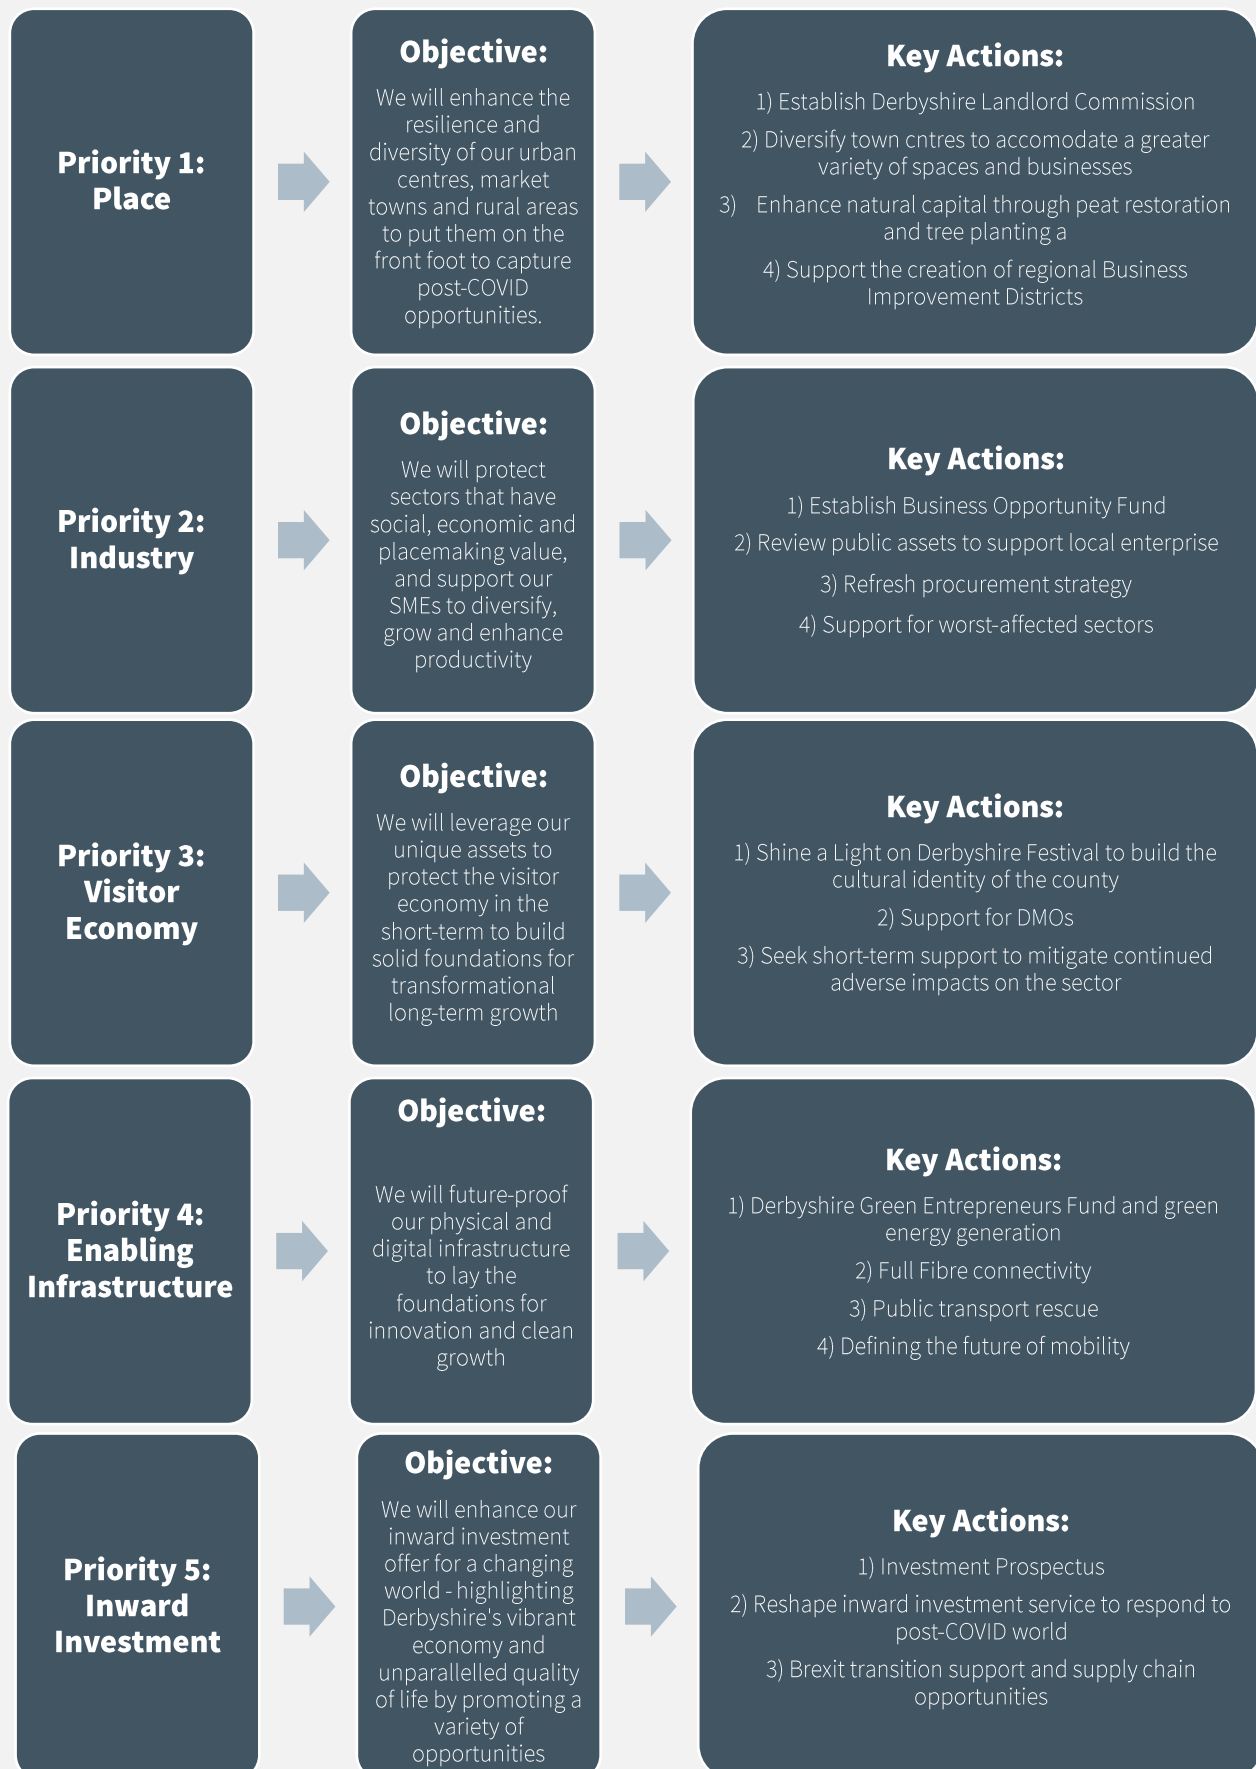 Priority 1:
Place
Objective:
We will enhance the
resilience and
diversity of our urban
centres, market
towns and rural areas
to put them on the
front foot to capture
post-COVID
opportunities.
Key Actions:
1) Establish Derbyshire Landlord Commission
2) Diversify town cntres to accomodate a greater
variety of spaces and businesses
3) Enhance natural capital through peat restoration
and tree planting a
4) Support the creation of regional Business
Improvement Districts
Priority 2:
Industry
Objective:
We will protect
sectors that have
social, economic and
placemaking value,
and support our
SMEs to diversify,
grow and enhance
productivity
Key Actions:
1) Establish Business Opportunity Fund
2) Review public assets to support local enterprise
3) Refresh procurement strategy
4) Support for worst-affected sectors
Priority 3:
Visitor
Economy
Objective:
We will leverage our
unique assets to
protect the visitor
economy in the
short-term to build
solid foundations for
transformational
long-term growth
Key Actions:
1) Shine a Light on Derbyshire Festival to build the
cultural identity of the county
2) Support for DMOs
3) Seek short-term support to mitigate continued
adverse impacts on the sector
Priority 4:
Enabling
Infrastructure
Objective:
We will future-proof
our physical and
digital infrastructure
to lay the
foundations for
innovation and clean
growth
Key Actions:
1) Derbyshire Green Entrepreneurs Fund and green
energy generation
2) Full Fibre connectivity
3) Public transport rescue
4) Defining the future of mobility
Priority 5:
Inward
Investment
Objective:
We will enhance our
inward investment
offer for a changing
world - highlighting
Derbyshire's vibrant
economy and
unparallelled quality
of life by promoting a
variety of
opportunities
Key Actions:
1) Investment Prospectus
2) Reshape inward investment service to respond to
post-COVID world
3) Brexit transition support and supply chain
opportunities